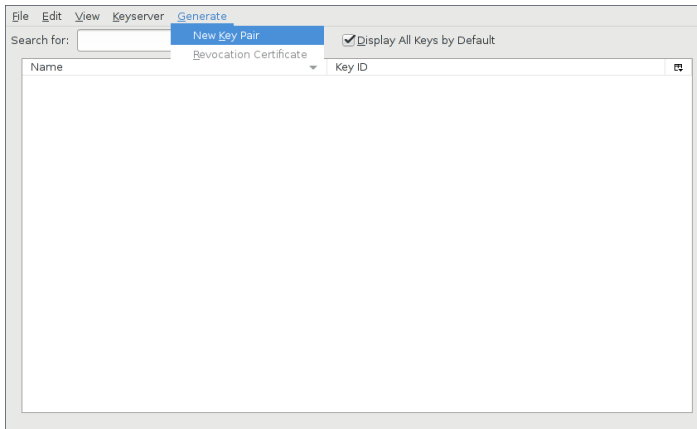 File Edit View Keyserver Generate
Search for: New Key Pair Display All Keys by Default
Revocation Certificate
Name Key ID